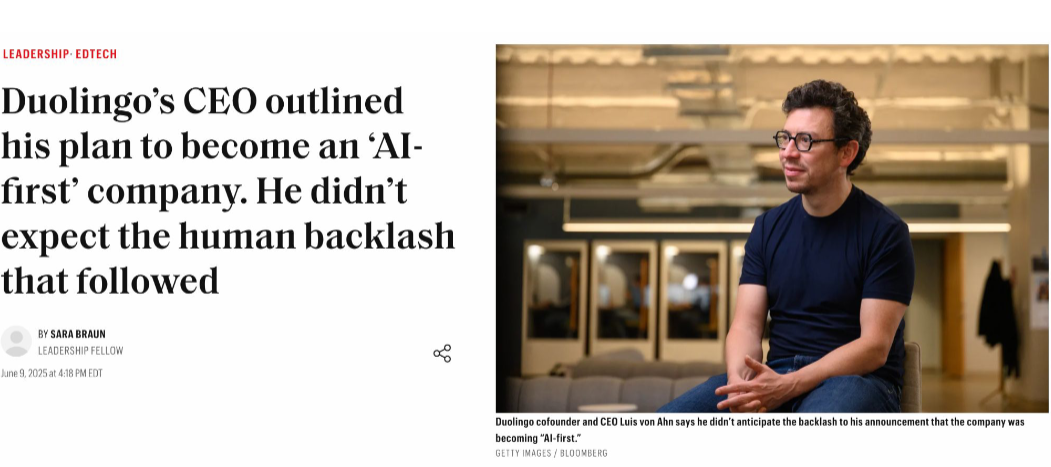 LEADERSHIP· EDTECH
Duolingo’s CEO outlined
his plan to become an ‘AI-
first’ company. He didn’t
expect the human backlash
that followed
BY SARA BRAUN
LEADERSHIP FELLOW
June 9, 2025 at 4:18 PM EDT
Duolingo cofounder and CEO Luis von Ahn says he didn’t anticipate the backlash to his announcement that the company was
becoming “AI-first.”
GETTY IMAGES / BLOOMBERG